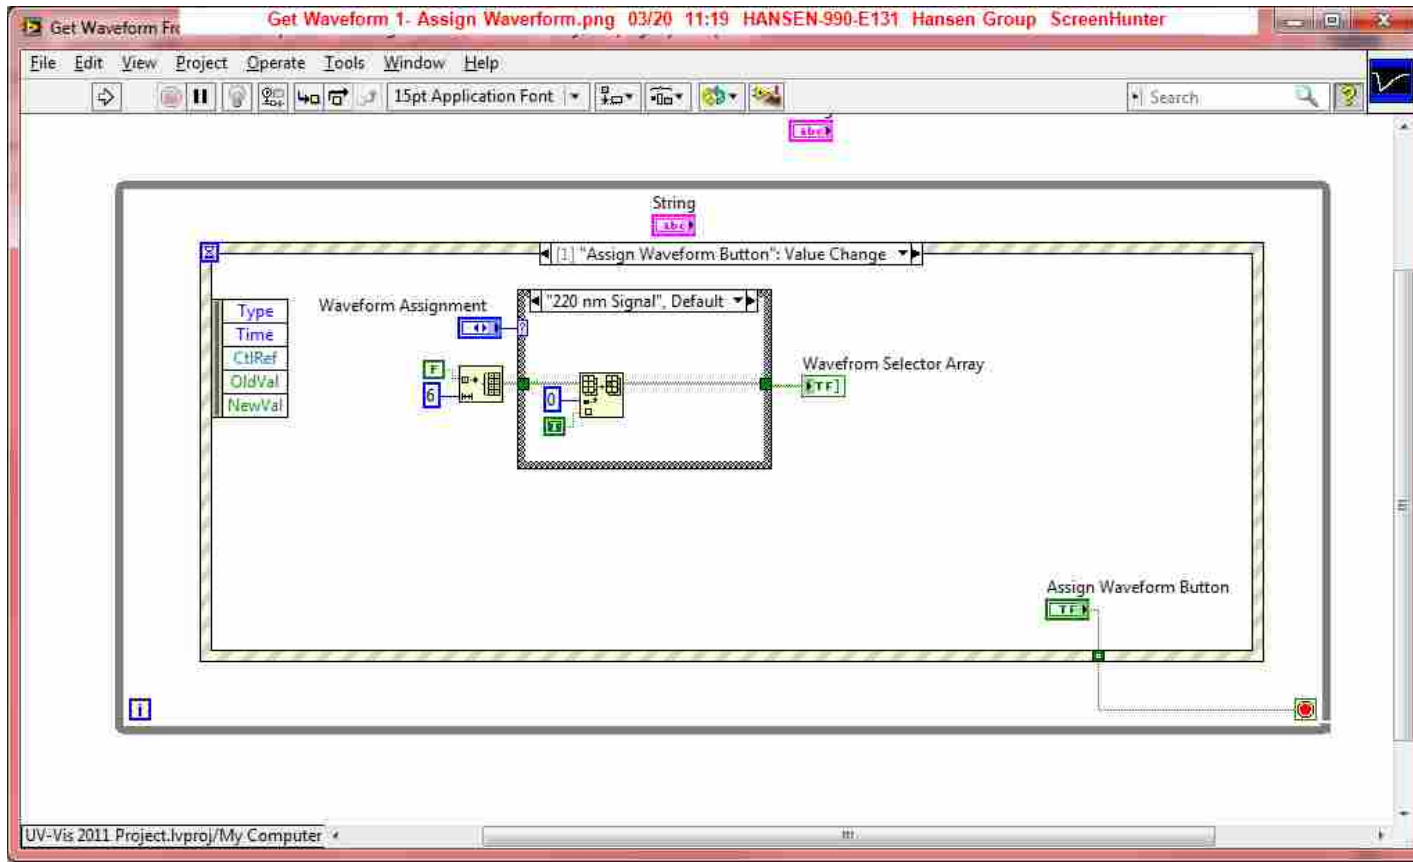 Get Waveform Fro
Get Waveform 1- Assign Waverform.png 03/20 11:19 HANSEN-990-E131 Hansen Group ScreenHunter
File Edit View Project Operate Tools Window Help
15pt Application Font
Search
abc
String
abc
[1] "Assign Waveform Button": Value Change
Type
Time
CtlRef
OldVal
NewVal
Waveform Assignment
"220 nm Signal", Default
?
F
6
0
T
Wavefrom Selector Array
TF
Assign Waveform Button
TF
i
UV-Vis 2011 Project.lvproj/My Computer